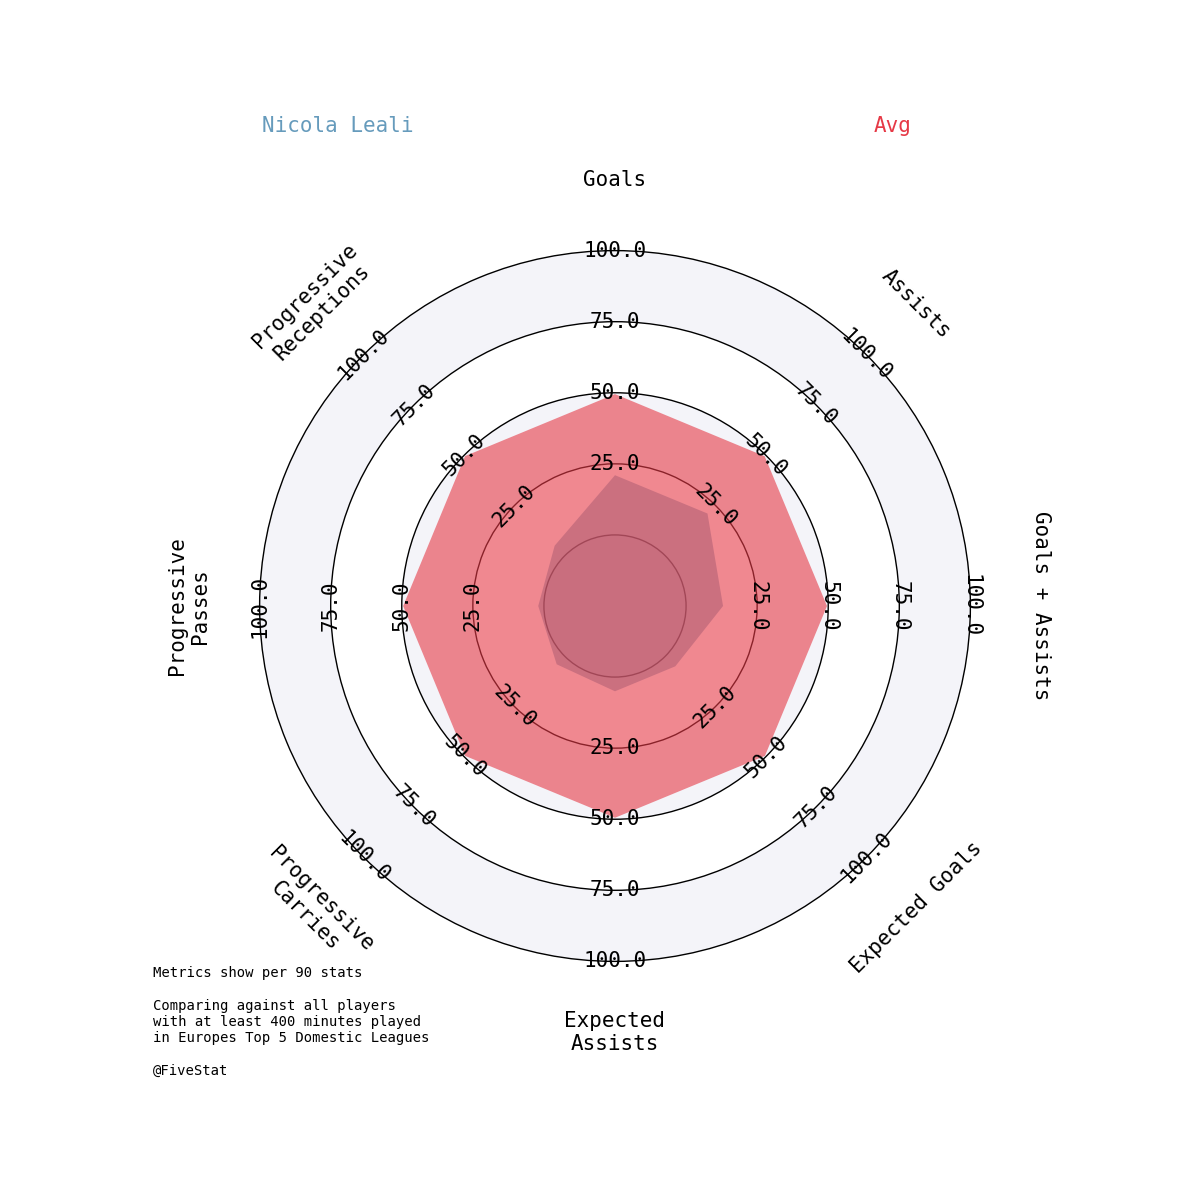 Nicola Leali
Avg
Goals
Assists
Goals + Assists
Expected Goals
Expected
Assists
Progressive
Carries
Progressive
Passes
Progressive
Receptions
100.0
75.0
50.0
25.0
100.0
75.0
50.0
25.0
100.0
75.0
50.0
25.0
100.0
75.0
50.0
25.0
100.0
75.0
50.0
25.0
100.0
75.0
50.0
25.0
100.0
75.0
50.0
25.0
100.0
75.0
50.0
25.0
Metrics show per 90 stats
Comparing against all players
with at least 400 minutes played
in Europes Top 5 Domestic Leagues
@FiveStat